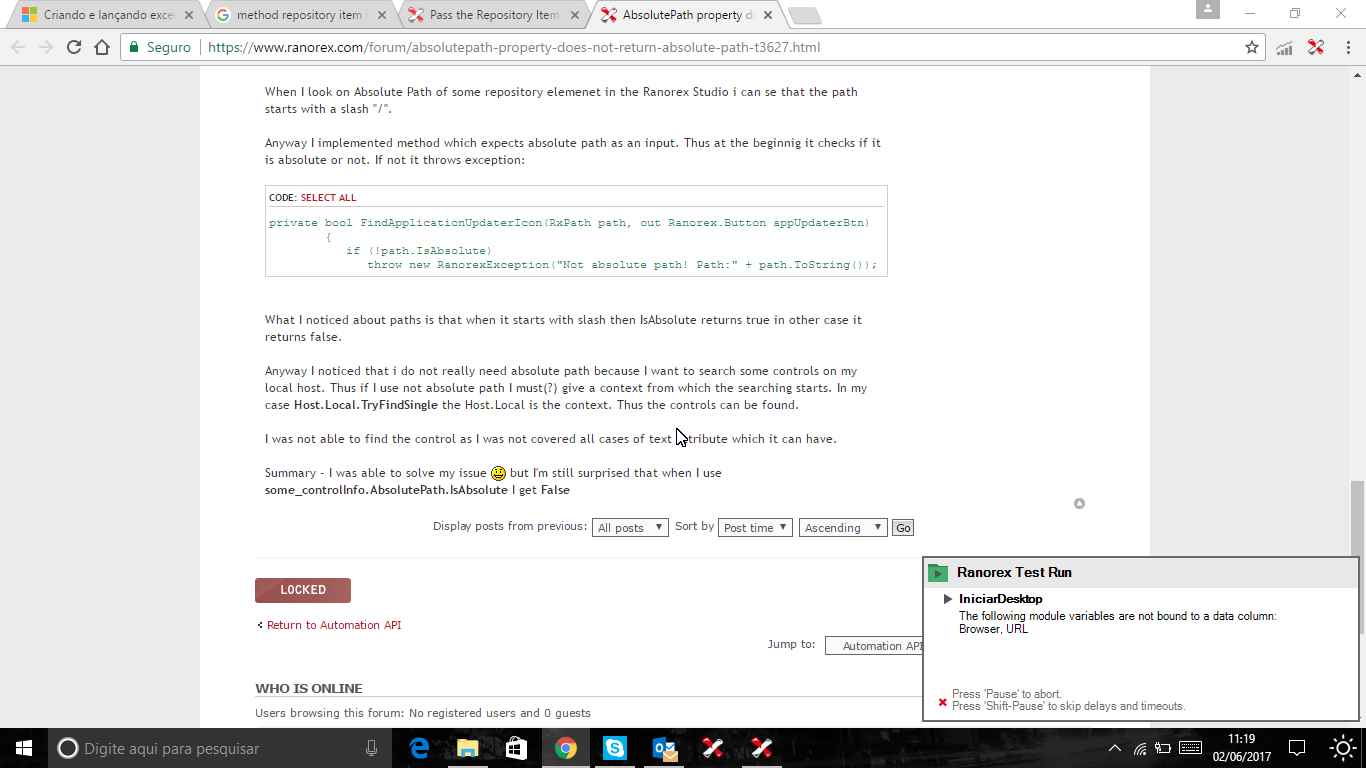 Criando e lançando exce
method repository item
Pass the Repository Item
AbsolutePath property d
Seguro
https://www.ranorex.com/forum/absolutepath-property-does-not-return-absolute-path-t3627.html
When I look on Absolute Path of some repository elemenet in the Ranorex Studio i can se that the path
starts with a slash "/".
Anyway I implemented method which expects absolute path as an input. Thus at the beginnig it checks if it
is absolute or not. If not it throws exception:
CODE: SELECT ALL
private bool FindApplicationUpdaterIcon(RxPath path, out Ranorex.Button appUpdaterBtn)
{
if (!path.IsAbsolute)
throw new RanorexException("Not absolute path! Path:" + path.ToString());
What I noticed about paths is that when it starts with slash then IsAbsolute returns true in other case it
returns false.
Anyway I noticed that i do not really need absolute path because I want to search some controls on my
local host. Thus if I use not absolute path I must(?) give a context from which the searching starts. In my
case Host.Local.TryFindSingle the Host.Local is the context. Thus the controls can be found.
I was not able to find the control as I was not covered all cases of text attribute which it can have.
Summary - I was able to solve my issue but I'm still surprised that when I use
some_controlInfo.AbsolutePath.IsAbsolute I get False
Display posts from previous: All posts Sort by Post time Ascending Go
LOCKED
Return to Automation API
Jump to: Automation API
WHO IS ONLINE
Users browsing this forum: No registered users and 0 guests
Ranorex Test Run
IniciarDesktop
The following module variables are not bound to a data column:
Browser, URL
Press 'Pause' to abort.
Press 'Shift-Pause' to skip delays and timeouts.
Digite aqui para pesquisar
11:19
02/06/2017